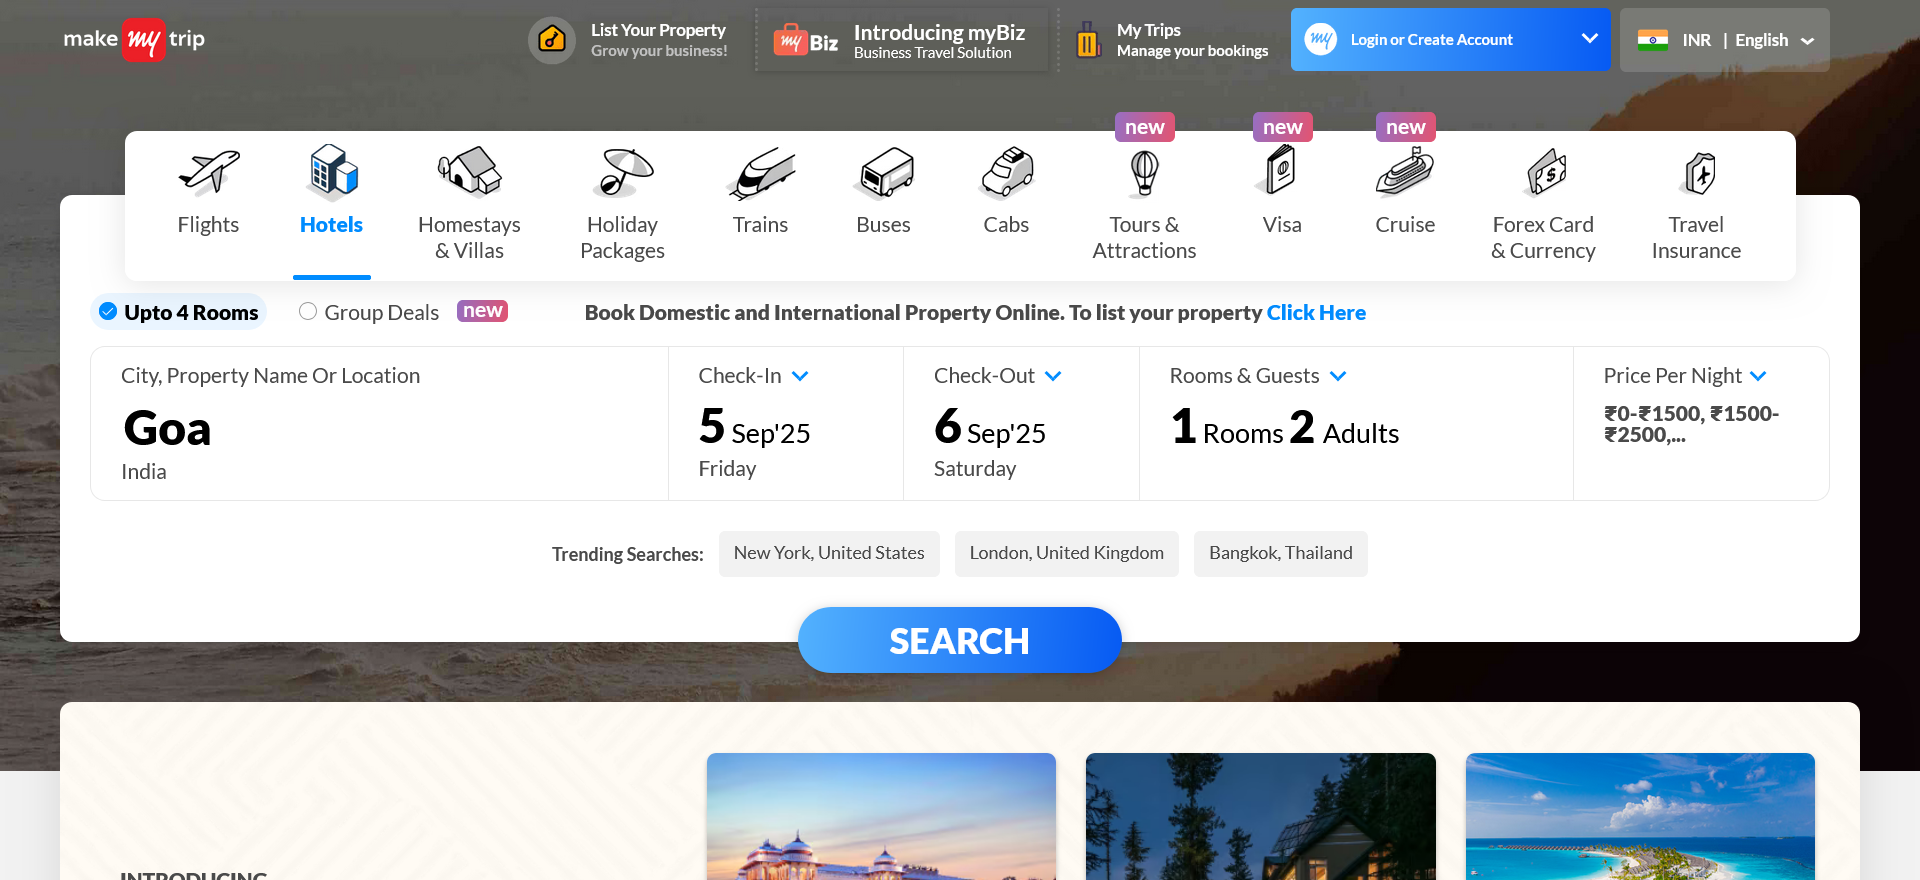 make my trip
List Your Property
Grow your business!
my Biz
Introducing myBiz
Business Travel Solution
My Trips
Manage your bookings
my
Login or Create Account
INR | English
new
new
new
Flights
Hotels
Homestays
& Villas
Holiday
Packages
Trains
Buses
Cabs
Tours &
Attractions
Visa
Cruise
Forex Card
& Currency
Travel
Insurance
Upto 4 Rooms
Group Deals
new
Book Domestic and International Property Online. To list your property Click Here
City, Property Name Or Location
Goa
India
Check-In
5 Sep'25
Friday
Check-Out
6 Sep'25
Saturday
Rooms & Guests
1 Rooms 2 Adults
Price Per Night
₹0-₹1500, ₹1500-
₹2500,...
Trending Searches:
New York, United States
London, United Kingdom
Bangkok, Thailand
SEARCH
INTRODUCING